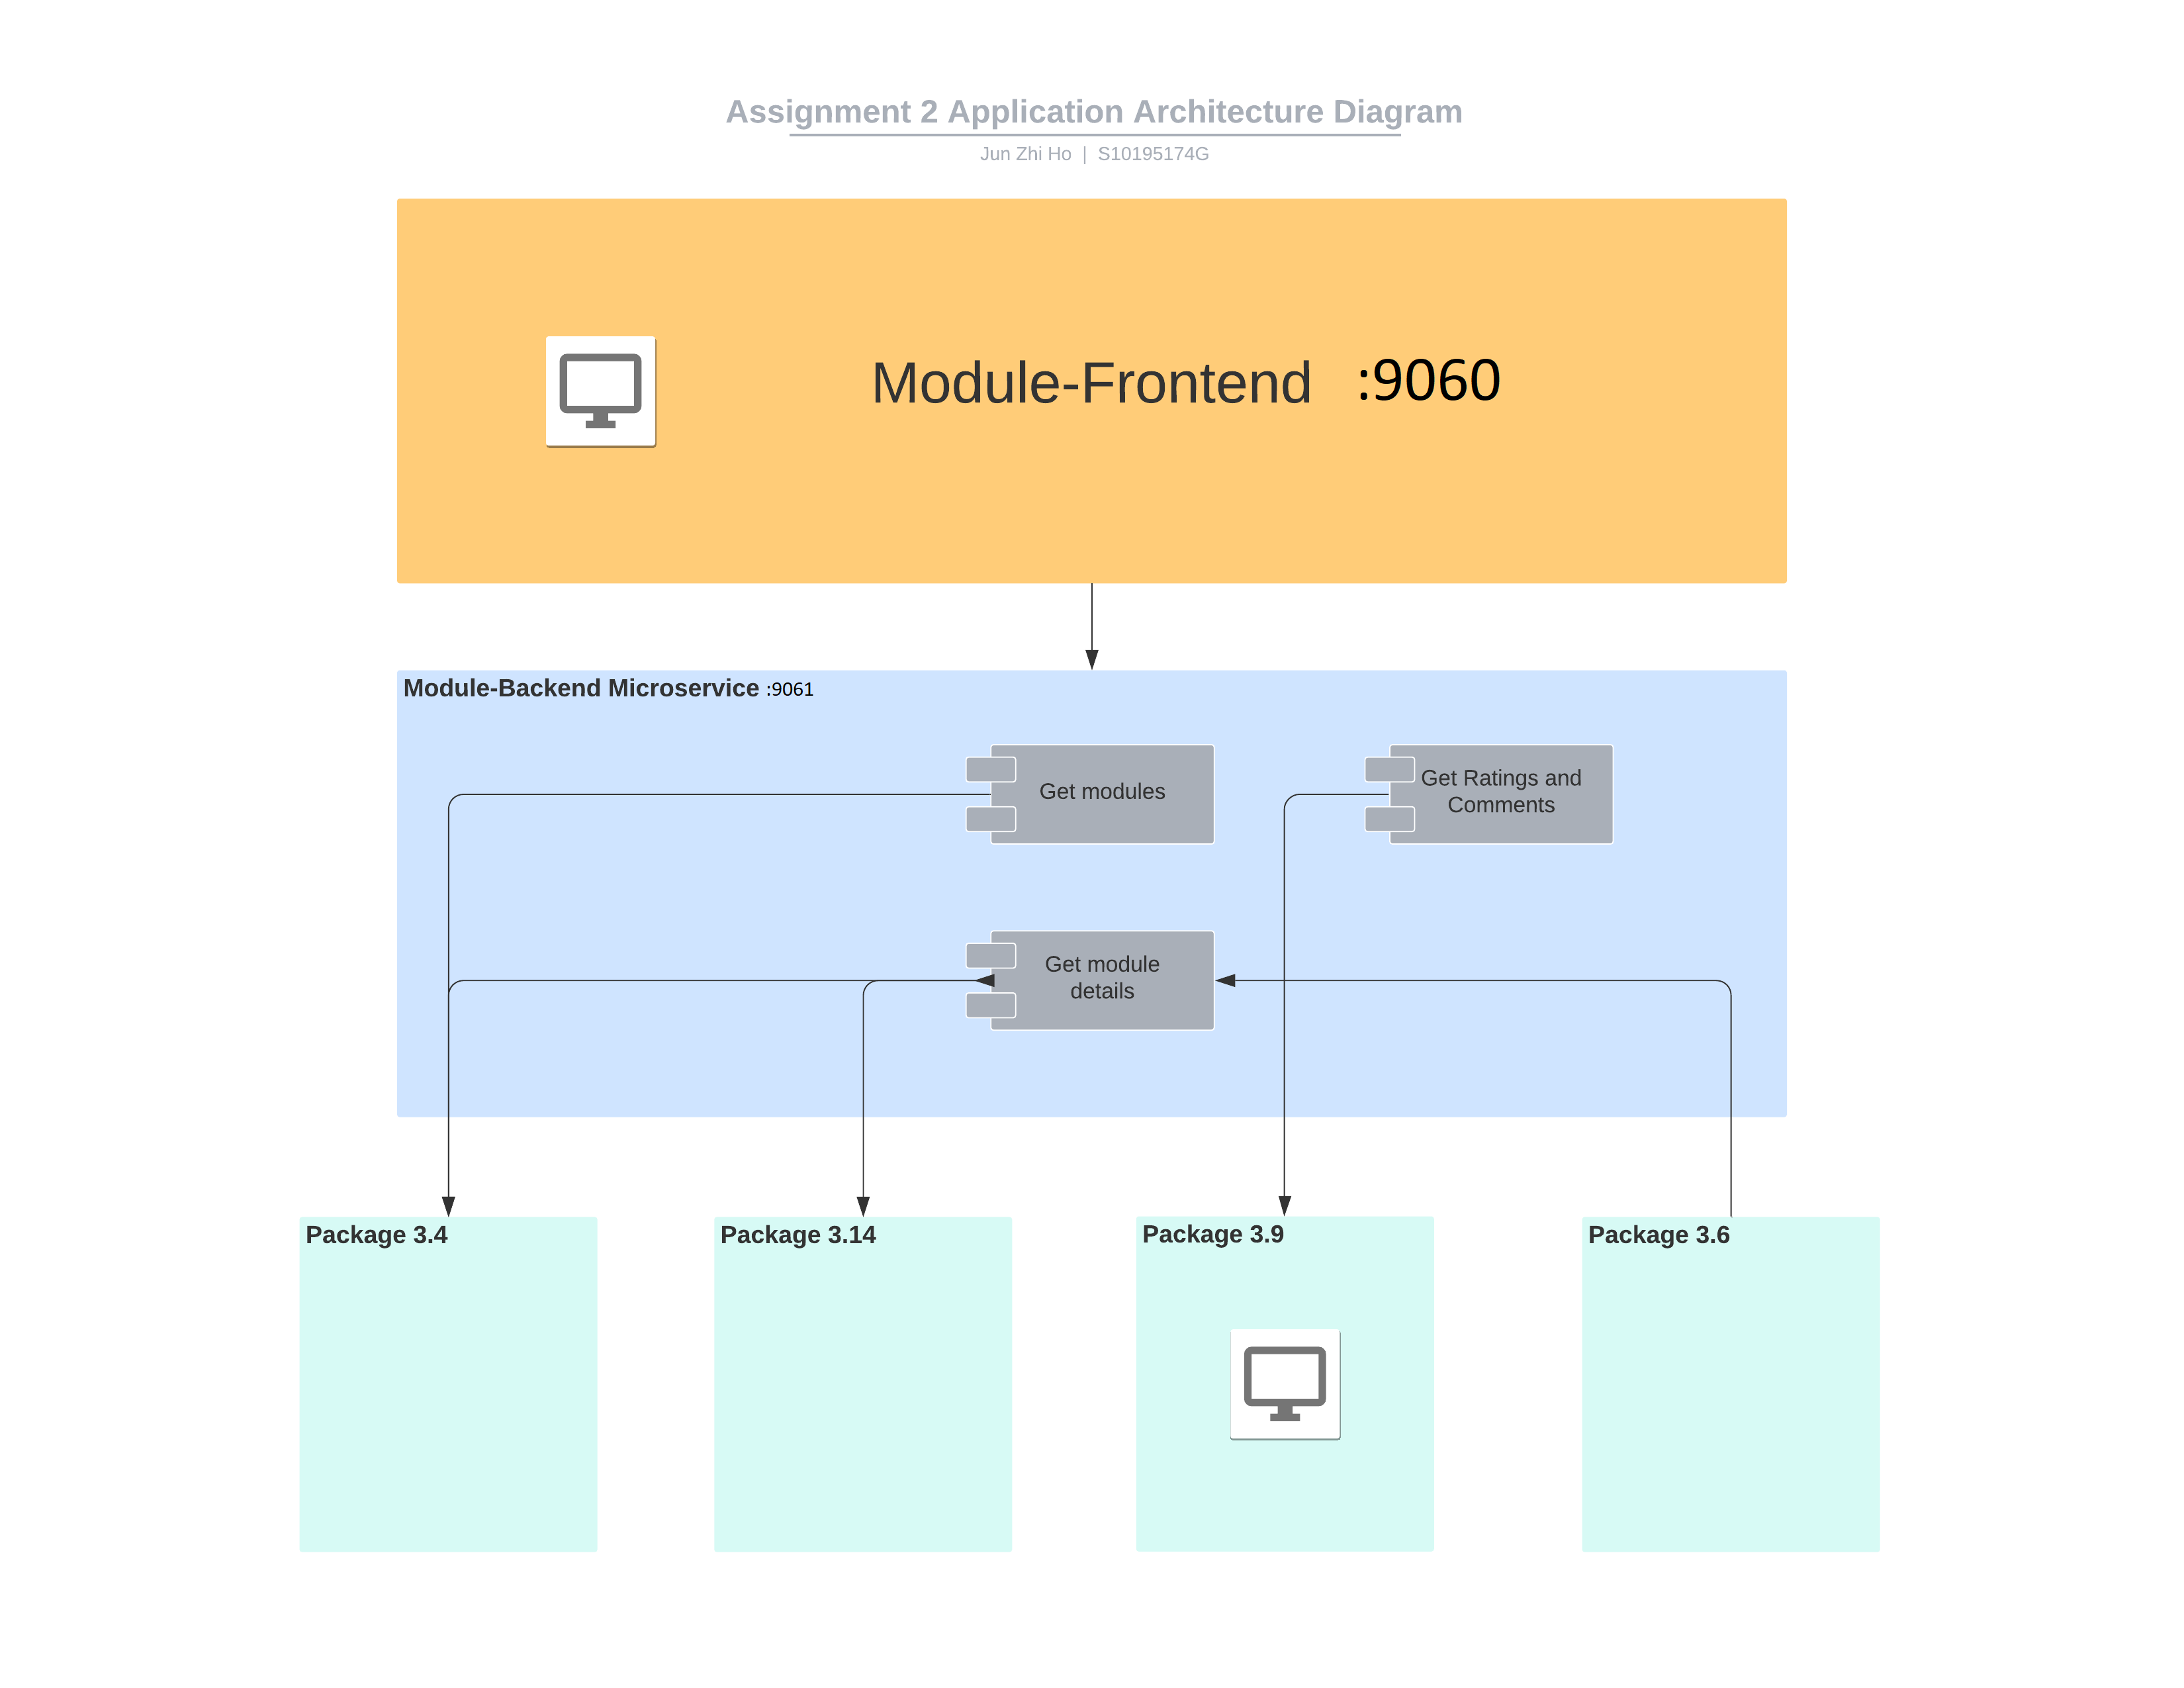 Assignment 2 Application Architecture Diagram
Jun Zhi Ho | S10195174G
Module-Frontend :9060
Module-Backend Microservice :9061
Get modules
Get Ratings and
Comments
Get module
details
Package 3.4
Package 3.14
Package 3.9
Package 3.6